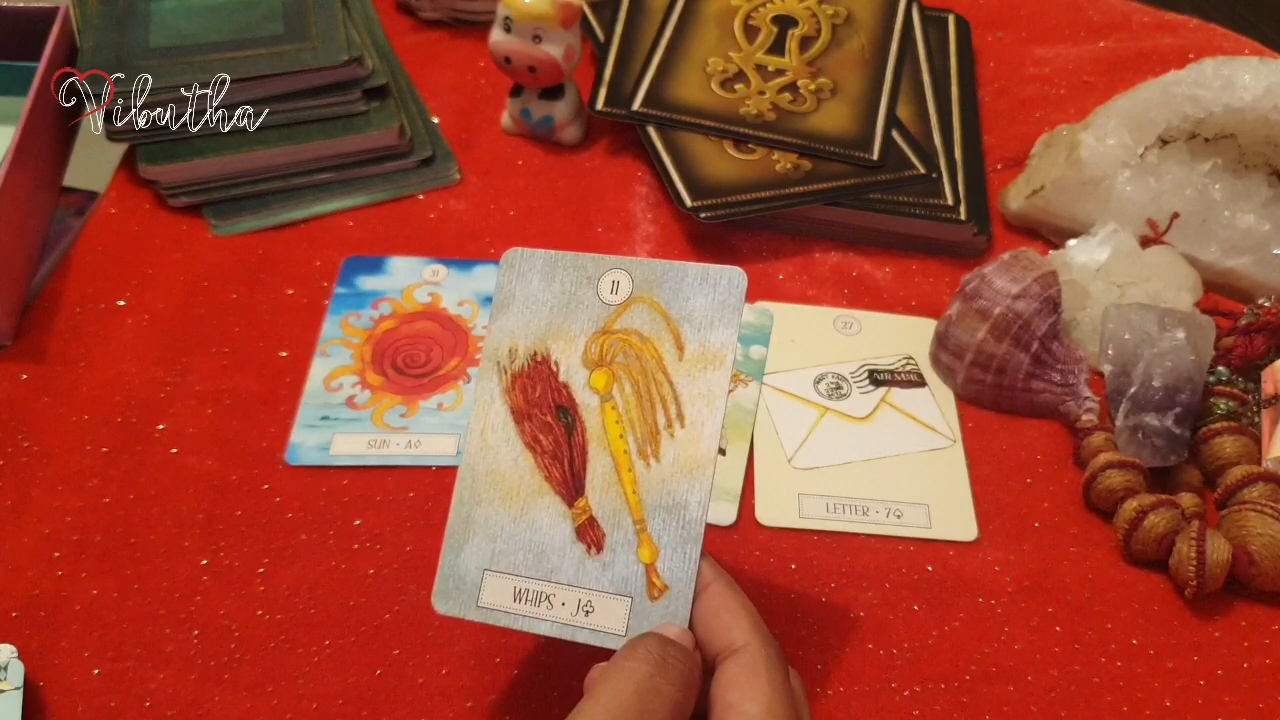 Vibutha
31
SUN • A♢
11
WHIPS • J♧
27
AIR MAIL
LETTER • 7♤